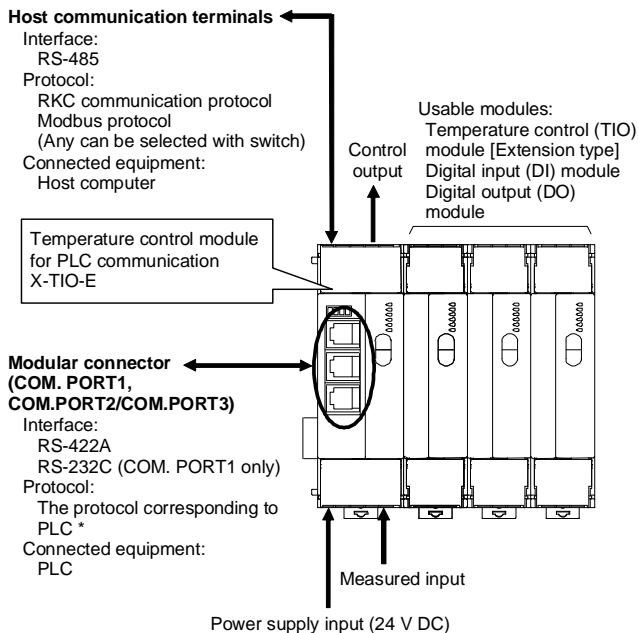 Host communication terminals
Interface:
RS-485
Protocol:
RKC communication protocol
Modbus protocol
(Any can be selected with switch)
Connected equipment:
Host computer
Control
output
Usable modules:
Temperature control (TIO)
module [Extension type]
Digital input (DI) module
Digital output (DO)
module
Temperature control module
for PLC communication
X-TIO-E
Modular connector
(COM. PORT1,
COM.PORT2/COM.PORT3)
Interface:
RS-422A
RS-232C (COM. PORT1 only)
Protocol:
The protocol corresponding to
PLC *
Connected equipment:
PLC
Measured input
Power supply input (24 V DC)